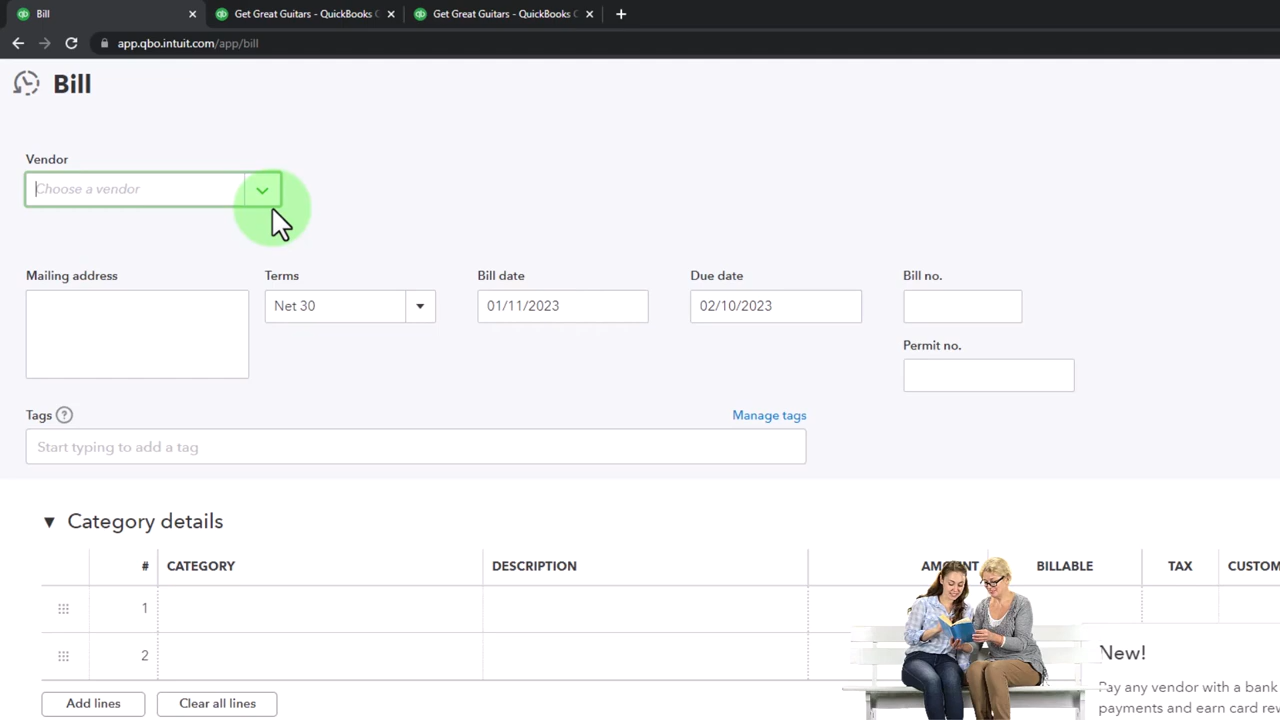 Bill
Get Great Guitars - QuickBooks C
Get Great Guitars - QuickBooks C
app.qbo.intuit.com/app/bill
Bill
Vendor
Choose a vendor
Mailing address
Terms
Bill date
Due date
Bill no.
Net 30
01/11/2023
02/10/2023
Permit no.
Tags ?
Manage tags
Start typing to add a tag
Category details
# CATEGORY DESCRIPTION AMOUNT BILLABLE TAX CUSTOM
1
2
New!
Pay any vendor with a bank
payments and earn card rew
Add lines
Clear all lines